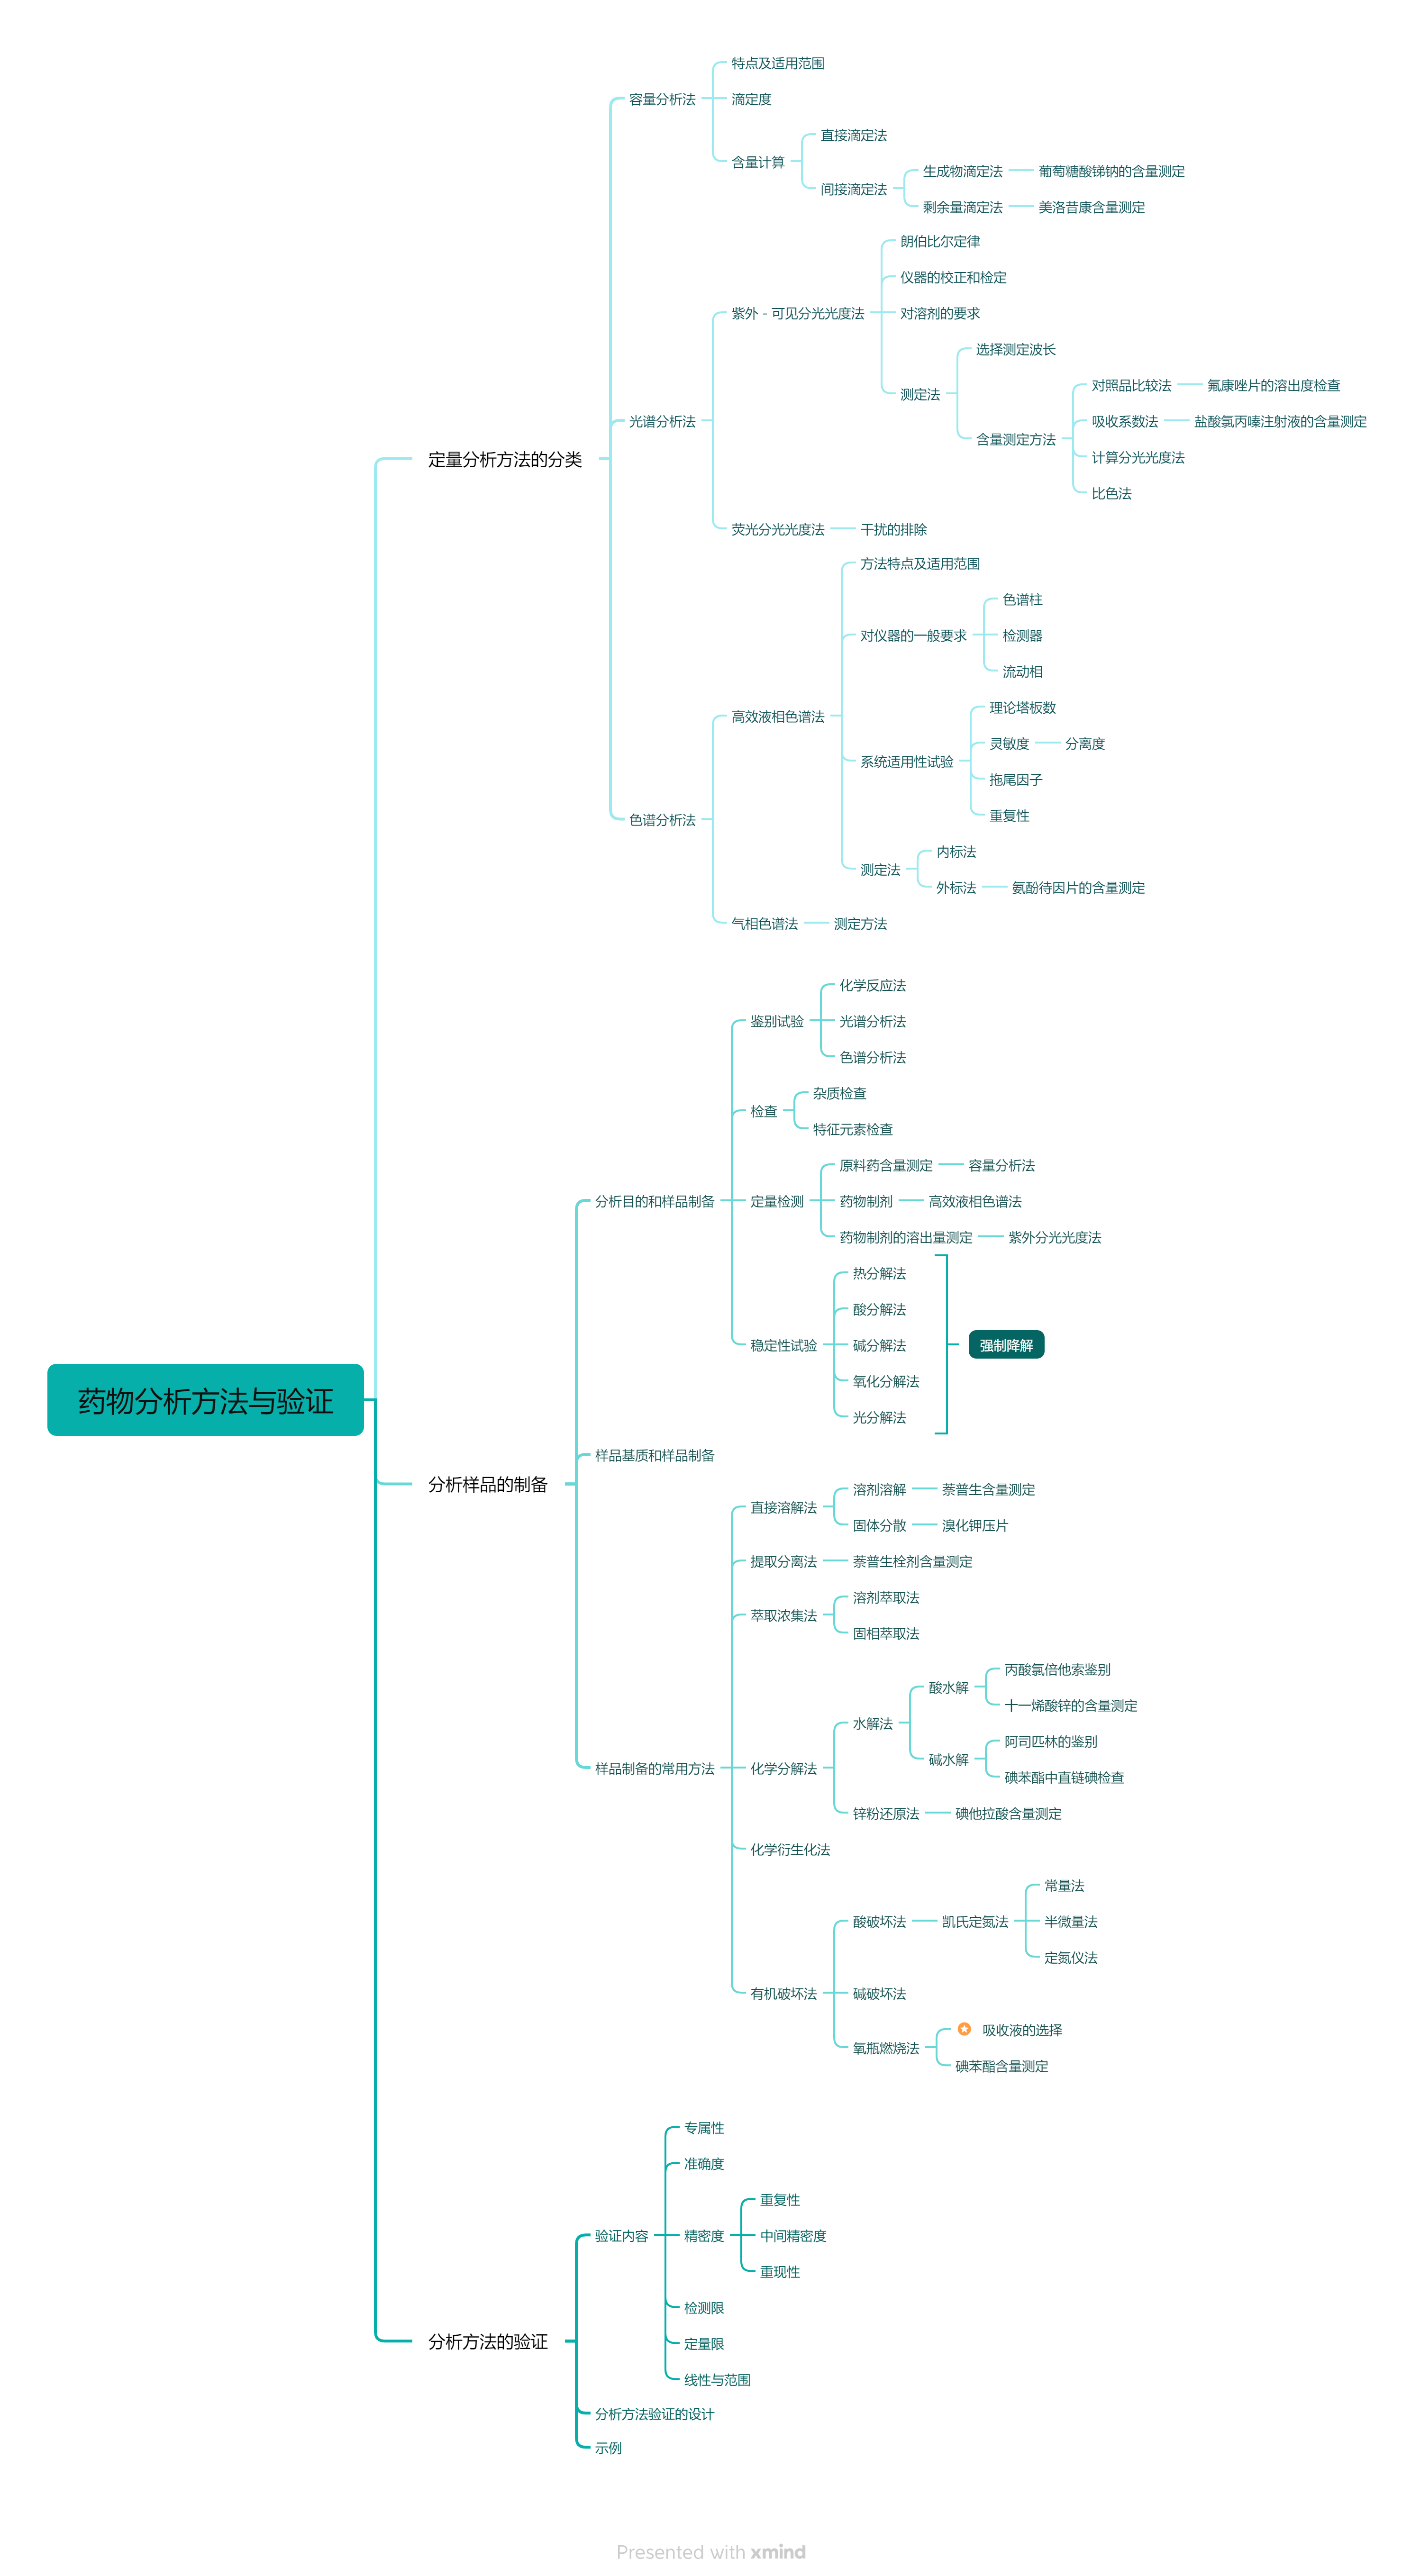 药物分析方法与验证
定量分析方法的分类
容量分析法
特点及适用范围
滴定度
含量计算
直接滴定法
间接滴定法
生成物滴定法
葡萄糖酸锑钠的含量测定
剩余量滴定法
美洛昔康含量测定
光谱分析法
紫外 - 可见分光光度法
朗伯比尔定律
仪器的校正和检定
对溶剂的要求
测定法
选择测定波长
含量测定方法
对照品比较法
氟康唑片的溶出度检查
吸收系数法
盐酸氯丙嗪注射液的含量测定
计算分光光度法
比色法
荧光分光光度法
干扰的排除
色谱分析法
高效液相色谱法
方法特点及适用范围
对仪器的一般要求
色谱柱
检测器
流动相
系统适用性试验
理论塔板数
灵敏度
分离度
拖尾因子
重复性
测定法
内标法
外标法
氨酚待因片的含量测定
气相色谱法
测定方法
分析样品的制备
分析目的和样品制备
鉴别试验
化学反应法
光谱分析法
色谱分析法
检查
杂质检查
特征元素检查
定量检测
原料药含量测定
容量分析法
药物制剂
高效液相色谱法
药物制剂的溶出量测定
紫外分光光度法
稳定性试验
热分解法
酸分解法
碱分解法
氧化分解法
光分解法
强制降解
样品基质和样品制备
样品制备的常用方法
直接溶解法
溶剂溶解
萘普生含量测定
固体分散
溴化钾压片
提取分离法
萘普生栓剂含量测定
萃取浓集法
溶剂萃取法
固相萃取法
化学分解法
水解法
酸水解
丙酸氯倍他索鉴别
十一烯酸锌的含量测定
碱水解
阿司匹林的鉴别
碘苯酯中直链碘检查
锌粉还原法
碘他拉酸含量测定
化学衍生化法
有机破坏法
酸破坏法
凯氏定氮法
常量法
半微量法
定氮仪法
碱破坏法
氧瓶燃烧法
吸收液的选择
碘苯酯含量测定
分析方法的验证
验证内容
专属性
准确度
精密度
重复性
中间精密度
重现性
检测限
定量限
线性与范围
分析方法验证的设计
示例
Presented with xmind